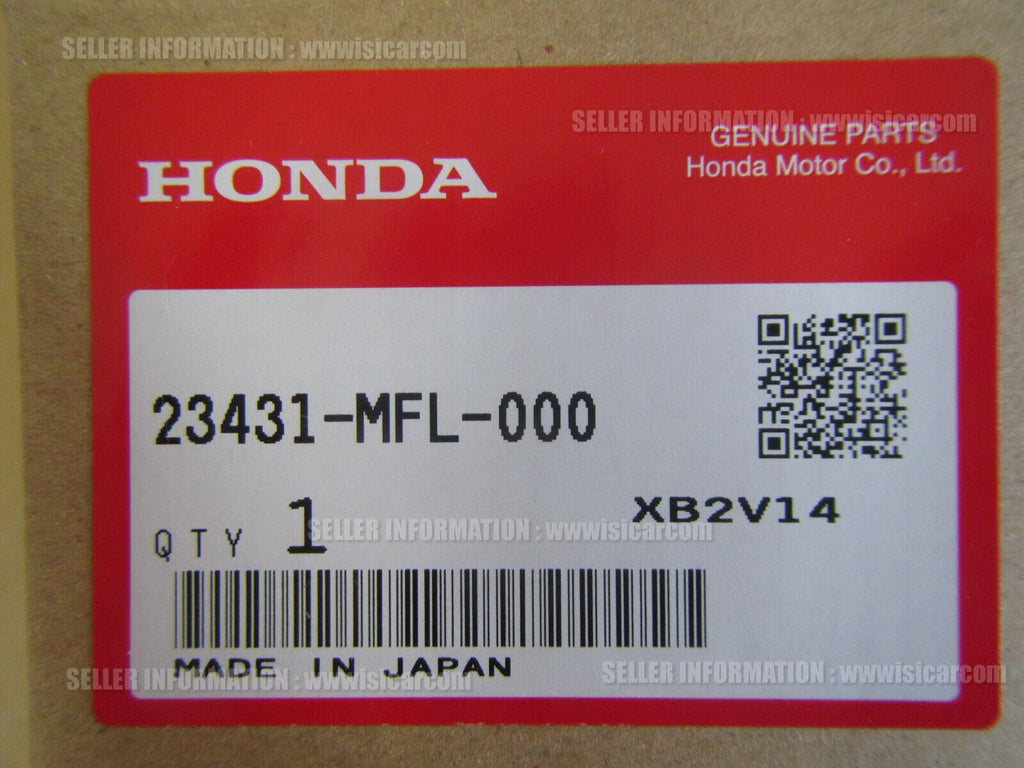 SELLER INFORMATION : wwwisicarcom
SELLER INFORMATION : wwwisicarcom
GENUINE PARTS
Honda Motor Co., Ltd.
HONDA
23431-MFL-000
XB2V14
QTY 1
SELLER INFORMATION : wwwisicarcom
MADE IN JAPAN
SELLER INFORMATION : wwwisicarcom
SELLER INFORMATION : wwwisicarcom